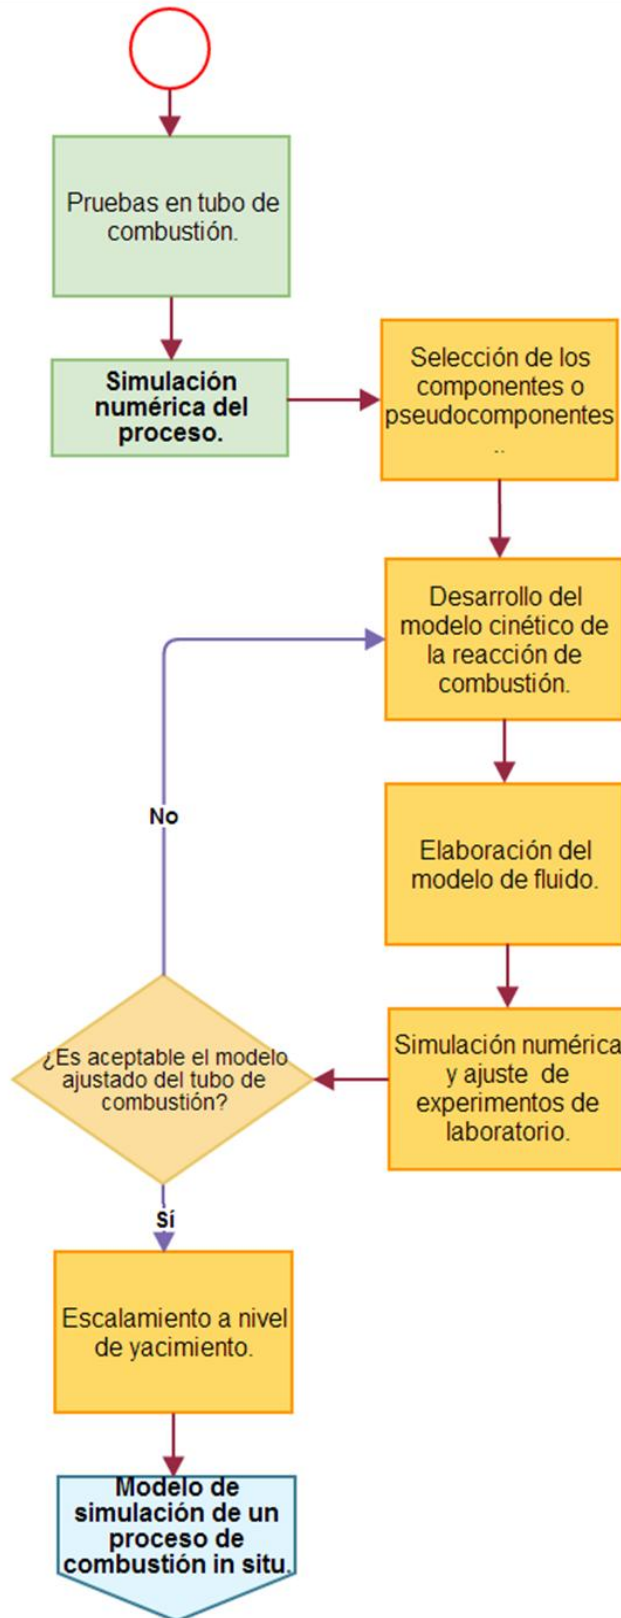 Pruebas en tubo de
combustión.
Simulación
numérica del
proceso.
Selección de los
componentes o
pseudocomponentes
..
Desarrollo del
modelo cinético de
la reacción de
combustión.
No
Elaboración del
modelo de fluido.
Simulación numérica
y ajuste de
experimentos de
laboratorio.
¿Es aceptable el modelo
ajustado del tubo de
combustión?
Sí
Escalamiento a nivel
de yacimiento.
Modelo de
simulación de un
proceso de
combustión in situ.